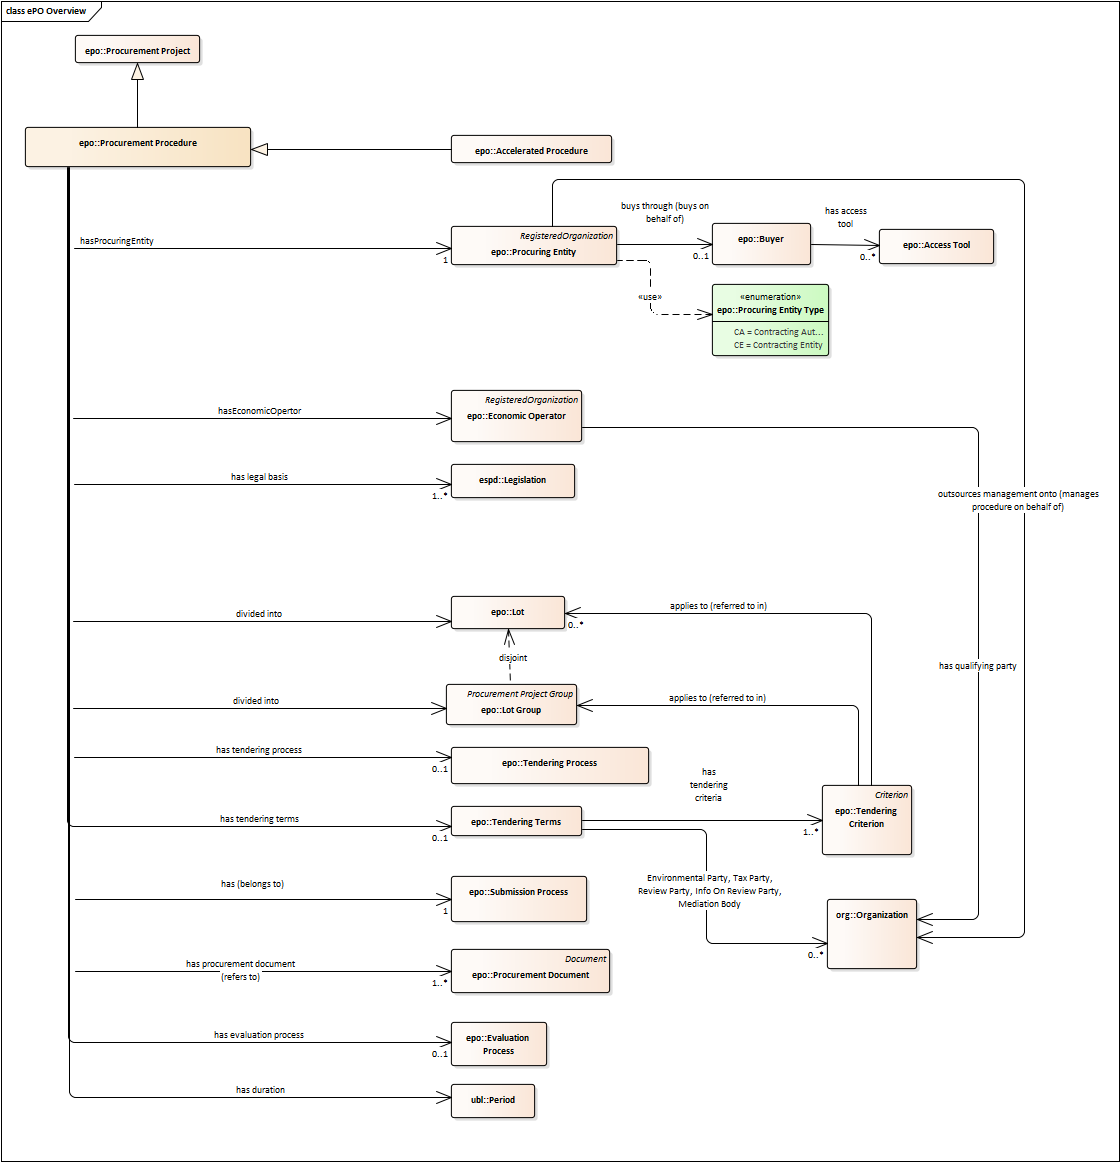 class ePO Overview
epo::Procurement Project
epo::Procurement Procedure
epo::Accelerated Procedure
hasProcuringEntity
1
RegisteredOrganization
epo::Procuring Entity
buys through (buys on
behalf of)
0..1
epo::Buyer
has access
tool
0..*
epo::Access Tool
«use»
«enumeration»
epo::Procuring Entity Type
CA = Contracting Aut...
CE = Contracting Entity
hasEconomicOpertor
RegisteredOrganization
epo::Economic Operator
has legal basis
1..*
espd::Legislation
outsources management onto (manages
procedure on behalf of)
divided into
epo::Lot
0..*
applies to (referred to in)
disjoint
has qualifying party
divided into
Procurement Project Group
epo::Lot Group
applies to (referred to in)
has tendering process
0..1
epo::Tendering Process
has
tendering
criteria
1..*
Criterion
epo::Tendering
Criterion
has tendering terms
0..1
epo::Tendering Terms
Environmental Party, Tax Party,
Review Party, Info On Review Party,
Mediation Body
0..*
org::Organization
has (belongs to)
1
epo::Submission Process
has procurement document
(refers to)
1..*
Document
epo::Procurement Document
has evaluation process
0..1
epo::Evaluation
Process
has duration
ubl::Period